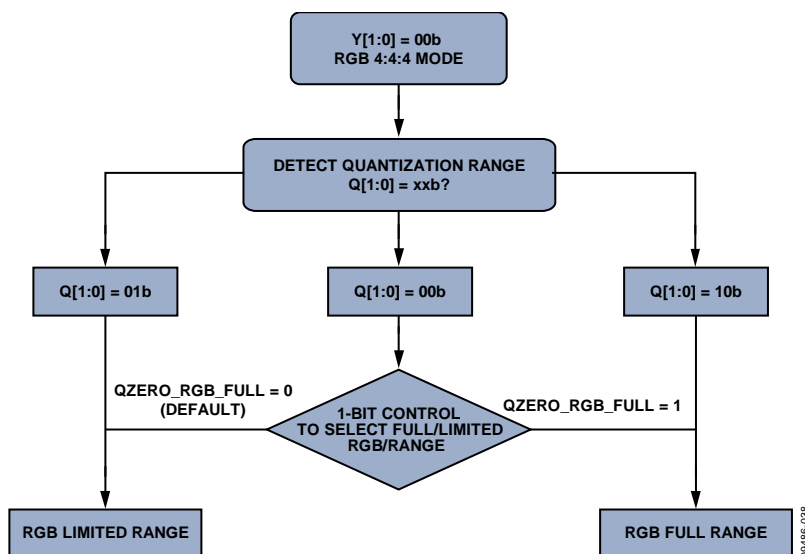 Y[1:0] = 00b
RGB 4:4:4 MODE
DETECT QUANTIZATION RANGE
Q[1:0] = xxb?
Q[1:0] = 01b
Q[1:0] = 00b
Q[1:0] = 10b
QZERO_RGB_FULL = 0
(DEFAULT)
1-BIT CONTROL
TO SELECT FULL/LIMITED
RGB/RANGE
QZERO_RGB_FULL = 1
RGB LIMITED RANGE
RGB FULL RANGE